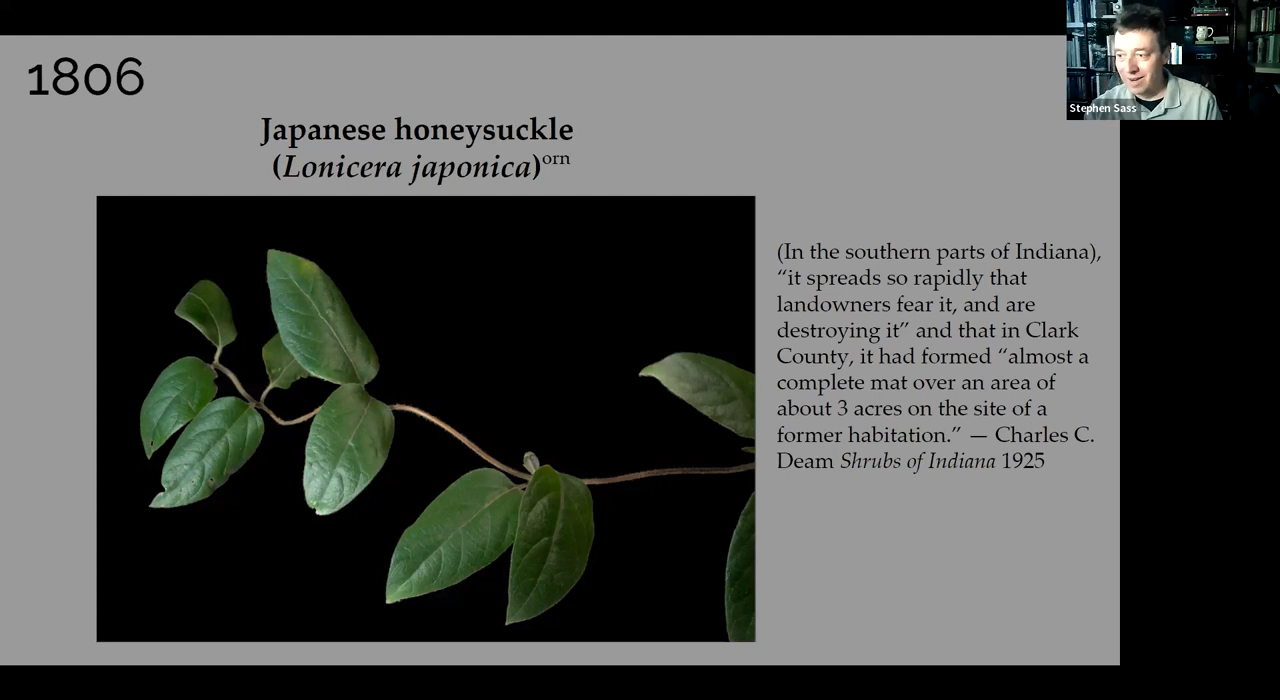 1806
Stephen Sass
Japanese honeysuckle
(Lonicera japonica)orn
(In the southern parts of Indiana),
“it spreads so rapidly that
landowners fear it, and are
destroying it” and that in Clark
County, it had formed “almost a
complete mat over an area of
about 3 acres on the site of a
former habitation.” — Charles C.
Deam Shrubs of Indiana 1925